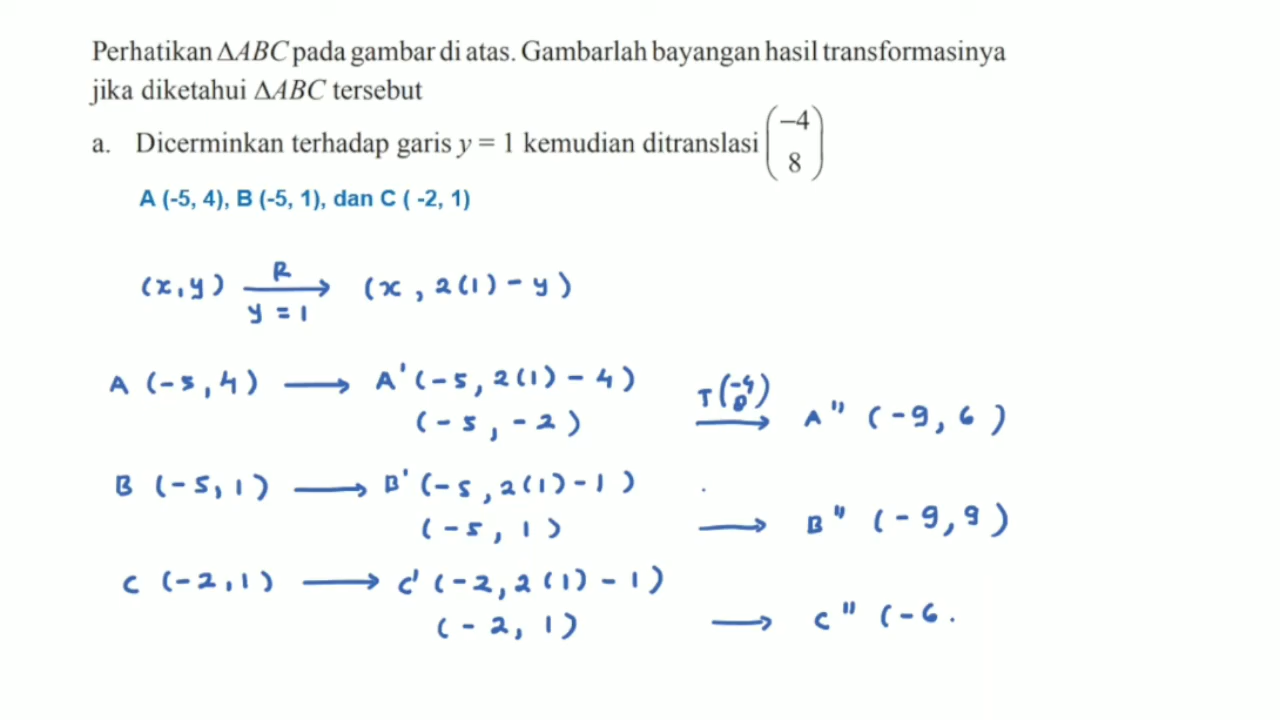 Perhatikan ΔABC pada gambar di atas. Gambarlah bayangan hasil transformasinya
jika diketahui ΔABC tersebut
a. Dicerminkan terhadap garis y = 1 kemudian ditranslasi (−4 8)
A (-5, 4), B (-5, 1), dan C ( -2, 1)
(x,y) R y = 1 → (x, 2(1) - y)
A (-5,4) → A' (-5, 2(1) - 4)
(-5, -2) T(-4 8) → A" (-9, 6)
B (-5,1) → B' (-5, 2(1) - 1)
(-5, 1) → B" (-9, 9)
C (-2,1) → C' (-2, 2(1) - 1)
(-2, 1) → C" (-6.